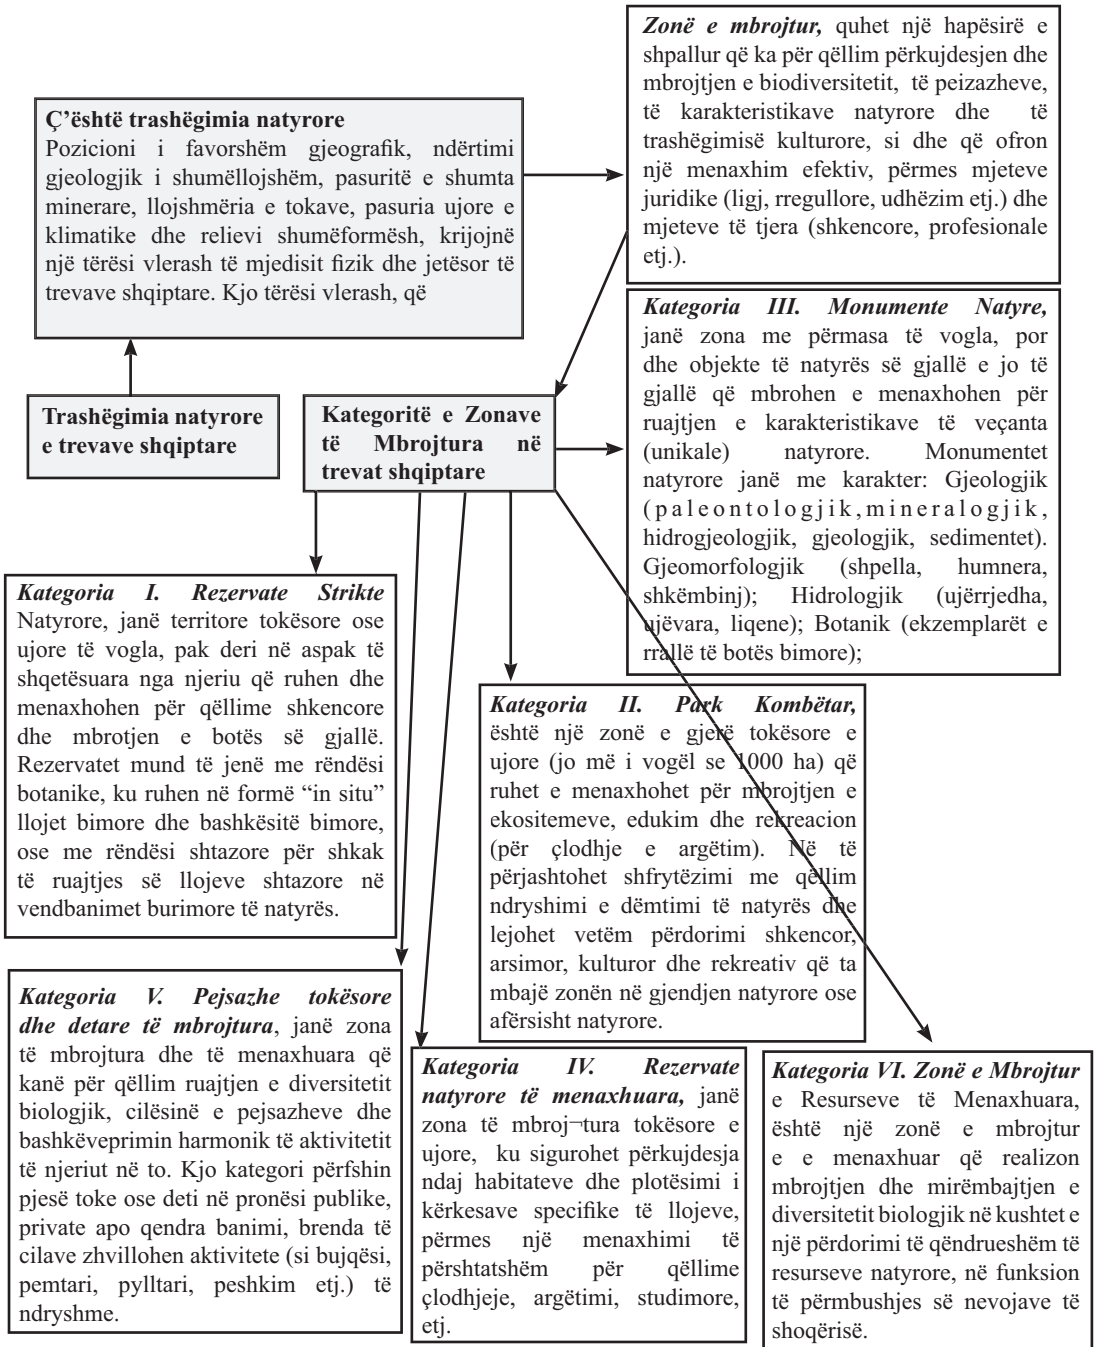 Zonë e mbrojtur, quhet një hapësirë e
shpallur që ka për qëllim përkujdesjen dhe
mbrojtjen e biodiversitetit, të peizazheve,
të karakteristikave natyrore dhe të
trashëgimisë kulturore, si dhe që ofron
një menaxhim efektiv, përmes mjeteve
juridike (ligj, rregullore, udhëzim etj.) dhe
mjeteve të tjera (shkencore, profesionale
etj.).
Ç’është trashëgimia natyrore
Pozicioni i favorshëm gjeografik, ndërtimi
gjeologjik i shumëllojshëm, pasuritë e shumta
minerare, llojshmëria e tokave, pasuria ujore e
klimatike dhe relievi shumëformësh, krijojnë
një tërësi vlerash të mjedisit fizik dhe jetësor të
trevave shqiptare. Kjo tërësi vlerash, që
Trashëgimia natyrore
e trevave shqiptare
Kategoritë e Zonave
të Mbrojtura në
trevat shqiptare
Kategoria III. Monumente Natyre,
janë zona me përmasa të vogla, por
dhe objekte të natyrës së gjallë e jo të
gjallë që mbrohen e menaxhohen për
ruajtjen e karakteristikave të veçanta
(unikale) natyrore. Monumentet
natyrore janë me karakter: Gjeologjik
(paleontologjik,mineralogjik,
hidrogjeologjik, gjeologjik, sedimentet).
Gjeomorfologjik (shpella, humnera,
shkëmbinj); Hidrologjik (ujërrjedha,
ujëvara, liqene); Botanik (ekzemplarët e
rrallë të botës bimore);
Kategoria I. Rezervate Strikte
Natyrore, janë territore tokësore ose
ujore të vogla, pak deri në aspak të
shqetësuara nga njeriu që ruhen dhe
menaxhohen për qëllime shkencore
dhe mbrotjen e botës së gjallë.
Rezervatet mund të jenë me rëndësi
botanike, ku ruhen në formë “in situ”
llojet bimore dhe bashkësitë bimore,
ose me rëndësi shtazore për shkak
të ruajtjes së llojeve shtazore në
vendbanimet burimore të natyrës.
Kategoria II. Park Kombëtar,
është një zonë e gjerë tokësore e
ujore (jo më i vogël se 1000 ha) që
ruhet e menaxhohet për mbrojtjen e
ekositemeve, edukim dhe rekreacion
(për çlodhje e argëtim). Në të
përjashtohet shfrytëzimi me qëllim
ndryshimi e dëmtimi të natyrës dhe
lejohet vetëm përdorimi shkencor,
arsimor, kulturor dhe rekreativ që ta
mbajë zonën në gjendjen natyrore ose
afërsisht natyrore.
Kategoria V. Pejsazhe tokësore
dhe detare të mbrojtura, janë zona
të mbrojtura dhe të menaxhuara që
kanë për qëllim ruajtjen e diversitetit
biologjik, cilësinë e pejsazheve dhe
bashkëveprimin harmonik të aktivitetit
të njeriut në to. Kjo kategori përfshin
pjesë toke ose deti në pronësi publike,
private apo qendra banimi, brenda të
cilave zhvillohen aktivitete (si bujqësi,
pemtari, pylltari, peshkim etj.) të
ndryshme.
Kategoria IV. Rezervate
natyrore të menaxhuara, janë
zona të mbroj¬tura tokësore e
ujore, ku sigurohet përkujdesja
ndaj habitateve dhe plotësimi i
kërkesave specifike të llojeve,
përmes një menaxhimi të
përshtatshëm për qëllime
çlodhjeje, argëtimi, studimore,
etj.
Kategoria VI. Zonë e Mbrojtur
e Resurseve të Menaxhuara,
është një zonë e mbrojtur
e e menaxhuar që realizon
mbrojtjen dhe mirëmbajtjen e
diversitetit biologjik në kushtet e
një përdorimi të qëndrueshëm të
resurseve natyrore, në funksion
të përmbushjes së nevojave të
shoqërisë.